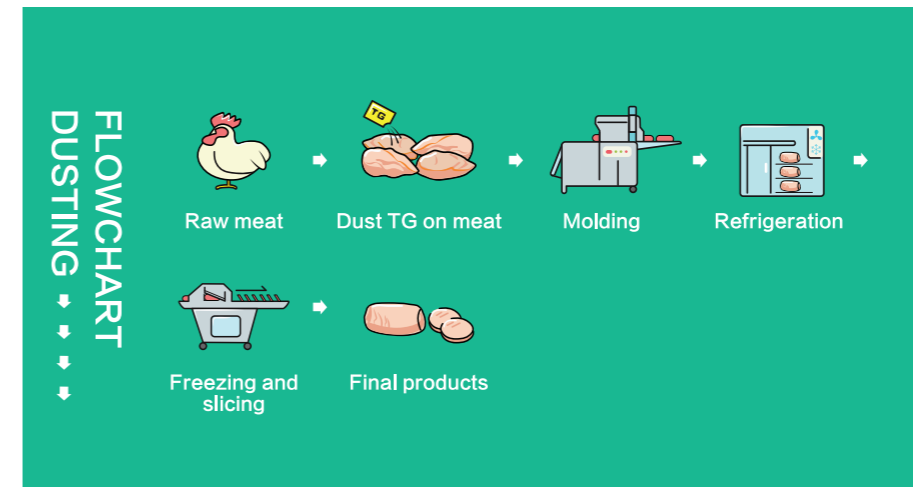 FLOWCHART
DUSTING
TG
Raw meat
Dust TG on meat
Molding
Refrigeration
Freezing and
slicing
Final products